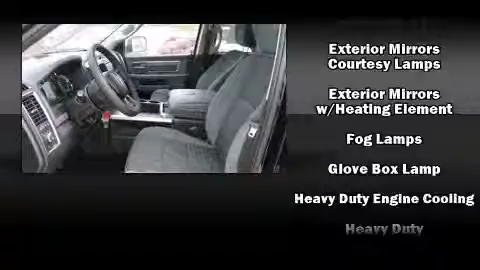 Exterior Mirrors
Courtesy Lamps
Exterior Mirrors
w/Heating Element
Fog Lamps
Glove Box Lamp
Heavy Duty Engine Cooling
Heavy Duty